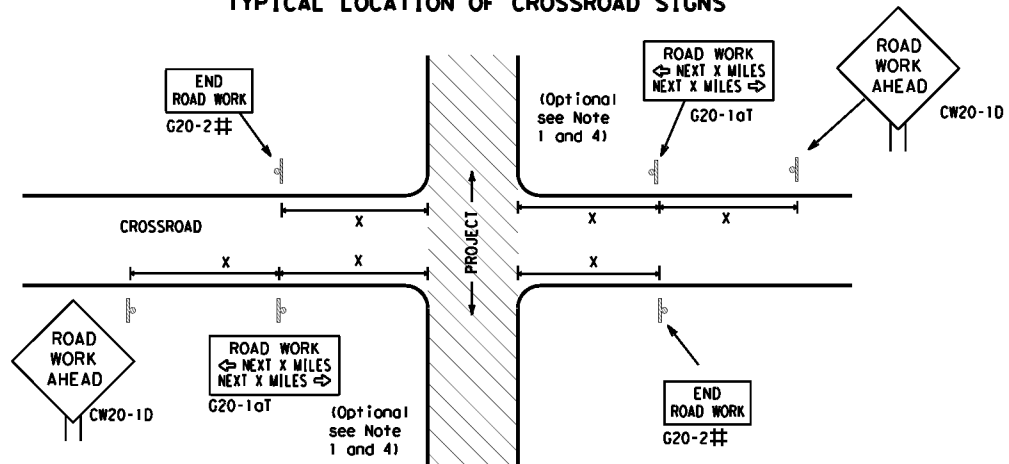 TYPICAL LOCATION OF CROSSROAD SIGNS
END
ROAD WORK
G20-2#
(Optional
see Note
1 and 4)
ROAD WORK
⇦ NEXT X MILES
NEXT X MILES ⇨
G20-1aT
ROAD
WORK
AHEAD
CW20-1D
X
X
X
CROSSROAD
PROJECT
X
X
X
ROAD
WORK
AHEAD
CW20-1D
ROAD WORK
⇦ NEXT X MILES
NEXT X MILES ⇨
G20-1aT
(Optional
see Note
1 and 4)
END
ROAD WORK
G20-2#